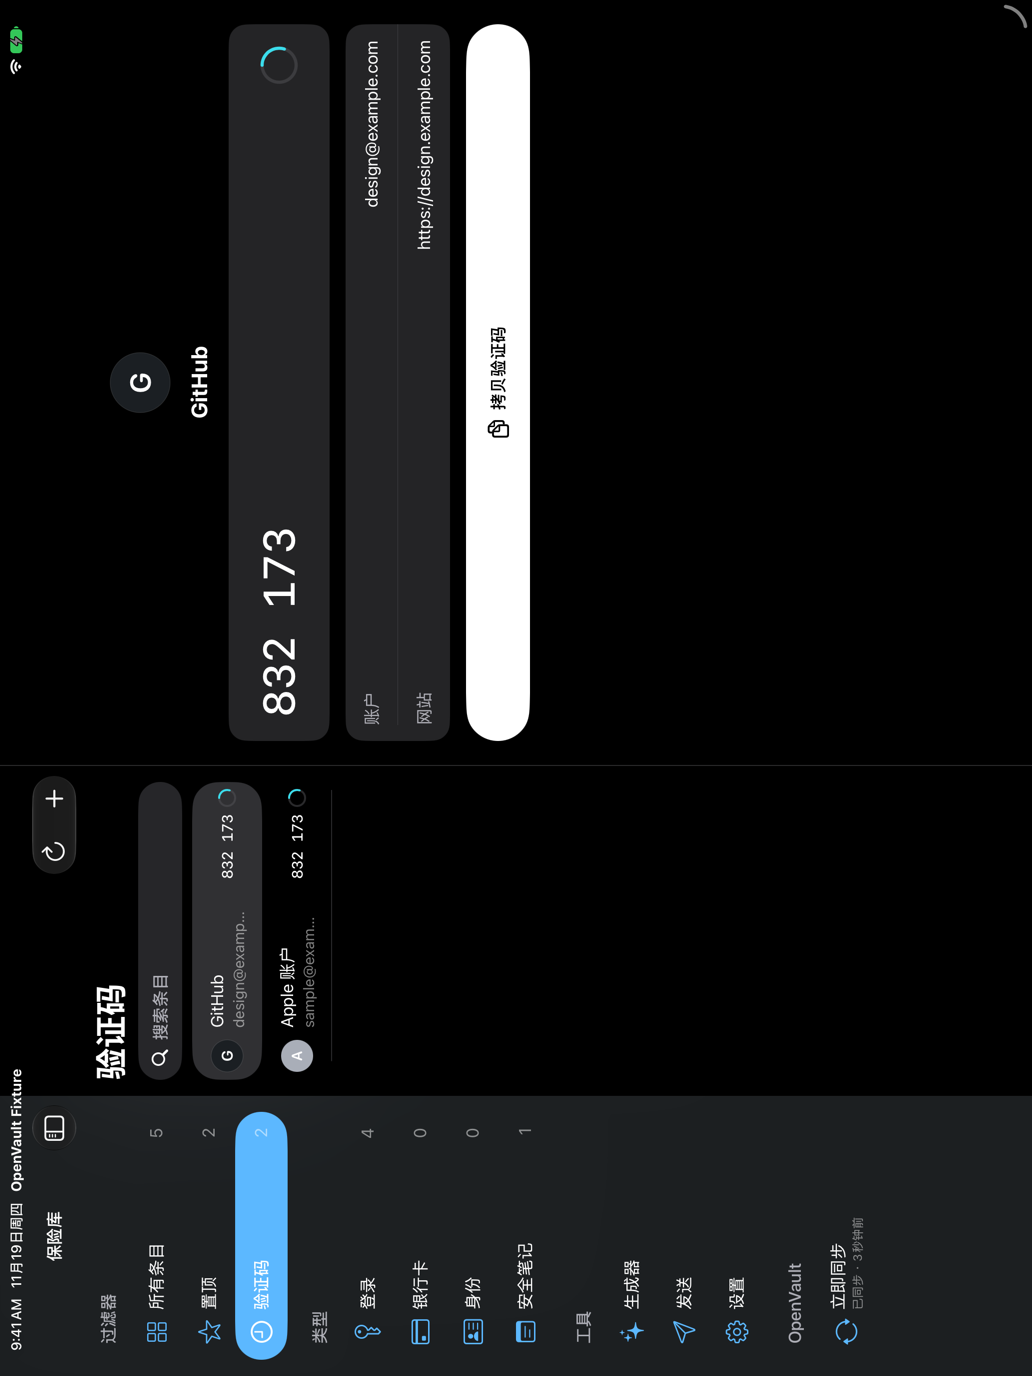 9:41 AM 11月19日周四 OpenVault Fixture
保险库
过滤器
所有条目 5
置顶 2
验证码 2
类型
登录 4
银行卡 0
身份 0
安全笔记 1
工具
生成器
发送
设置
OpenVault
立即同步
已同步 · 3秒钟前
验证码
搜索条目
G
GitHub
design@examp...
832 173
A
Apple 账户
sample@exam...
832 173
G
GitHub
832 173
账户 design@example.com
网站 https://design.example.com
拷贝验证码